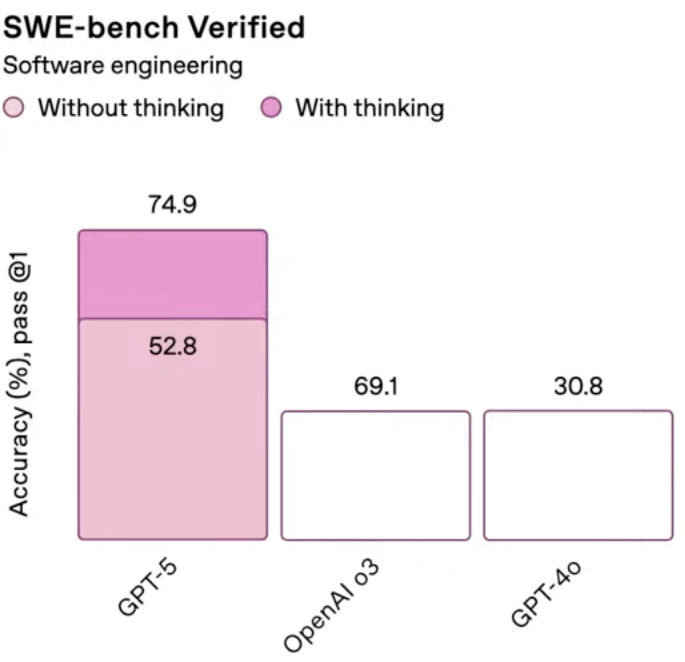 SWE-bench Verified
Software engineering
Without thinking
With thinking
Accuracy (%), pass @1
74.9
52.8
69.1
30.8
GPT-5
OpenAI o3
GPT-4o